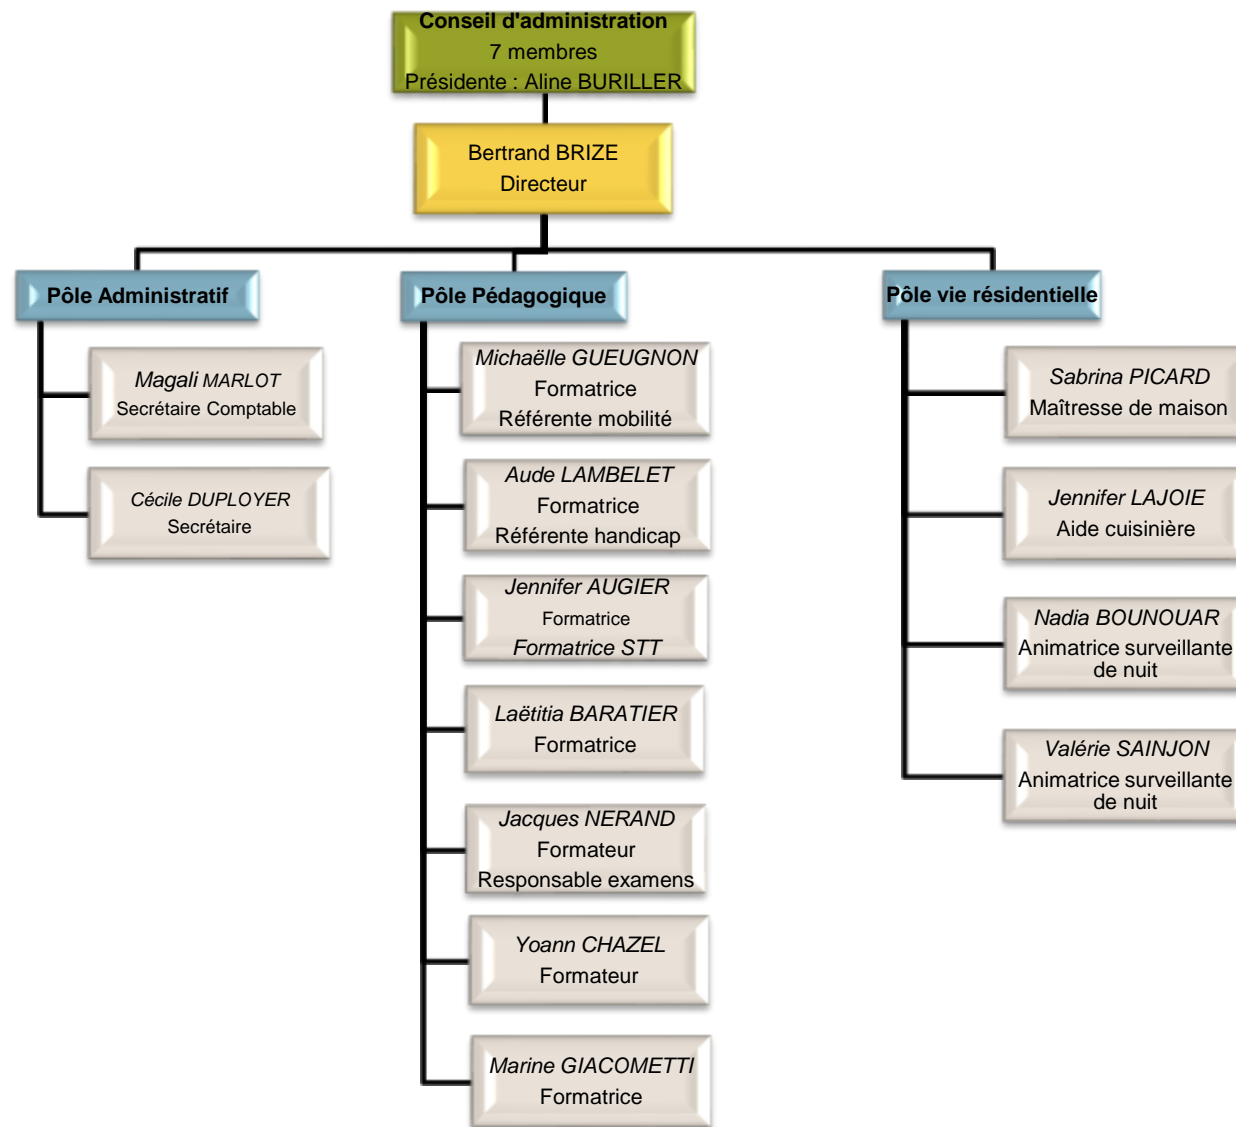 Conseil d'administration
7 membres
Présidente : Aline BURILLER
Bertrand BRIZE
Directeur
Pôle Administratif
Magali MARLOT
Secrétaire Comptable
Cécile DUPLOYER
Secrétaire
Pôle Pédagogique
Michaëlle GUEUGNON
Formatrice
Référente mobilité
Aude LAMBELET
Formatrice
Référente handicap
Jennifer AUGIER
Formatrice
Formatrice STT
Laëtitia BARATIER
Formatrice
Jacques NERAND
Formateur
Responsable examens
Yoann CHAZEL
Formateur
Marine GIACOMETTI
Formatrice
Pôle vie résidentielle
Sabrina PICARD
Maîtresse de maison
Jennifer LAJOIE
Aide cuisinière
Nadia BOUNOUAR
Animatrice surveillante
de nuit
Valérie SAINJON
Animatrice surveillante
de nuit